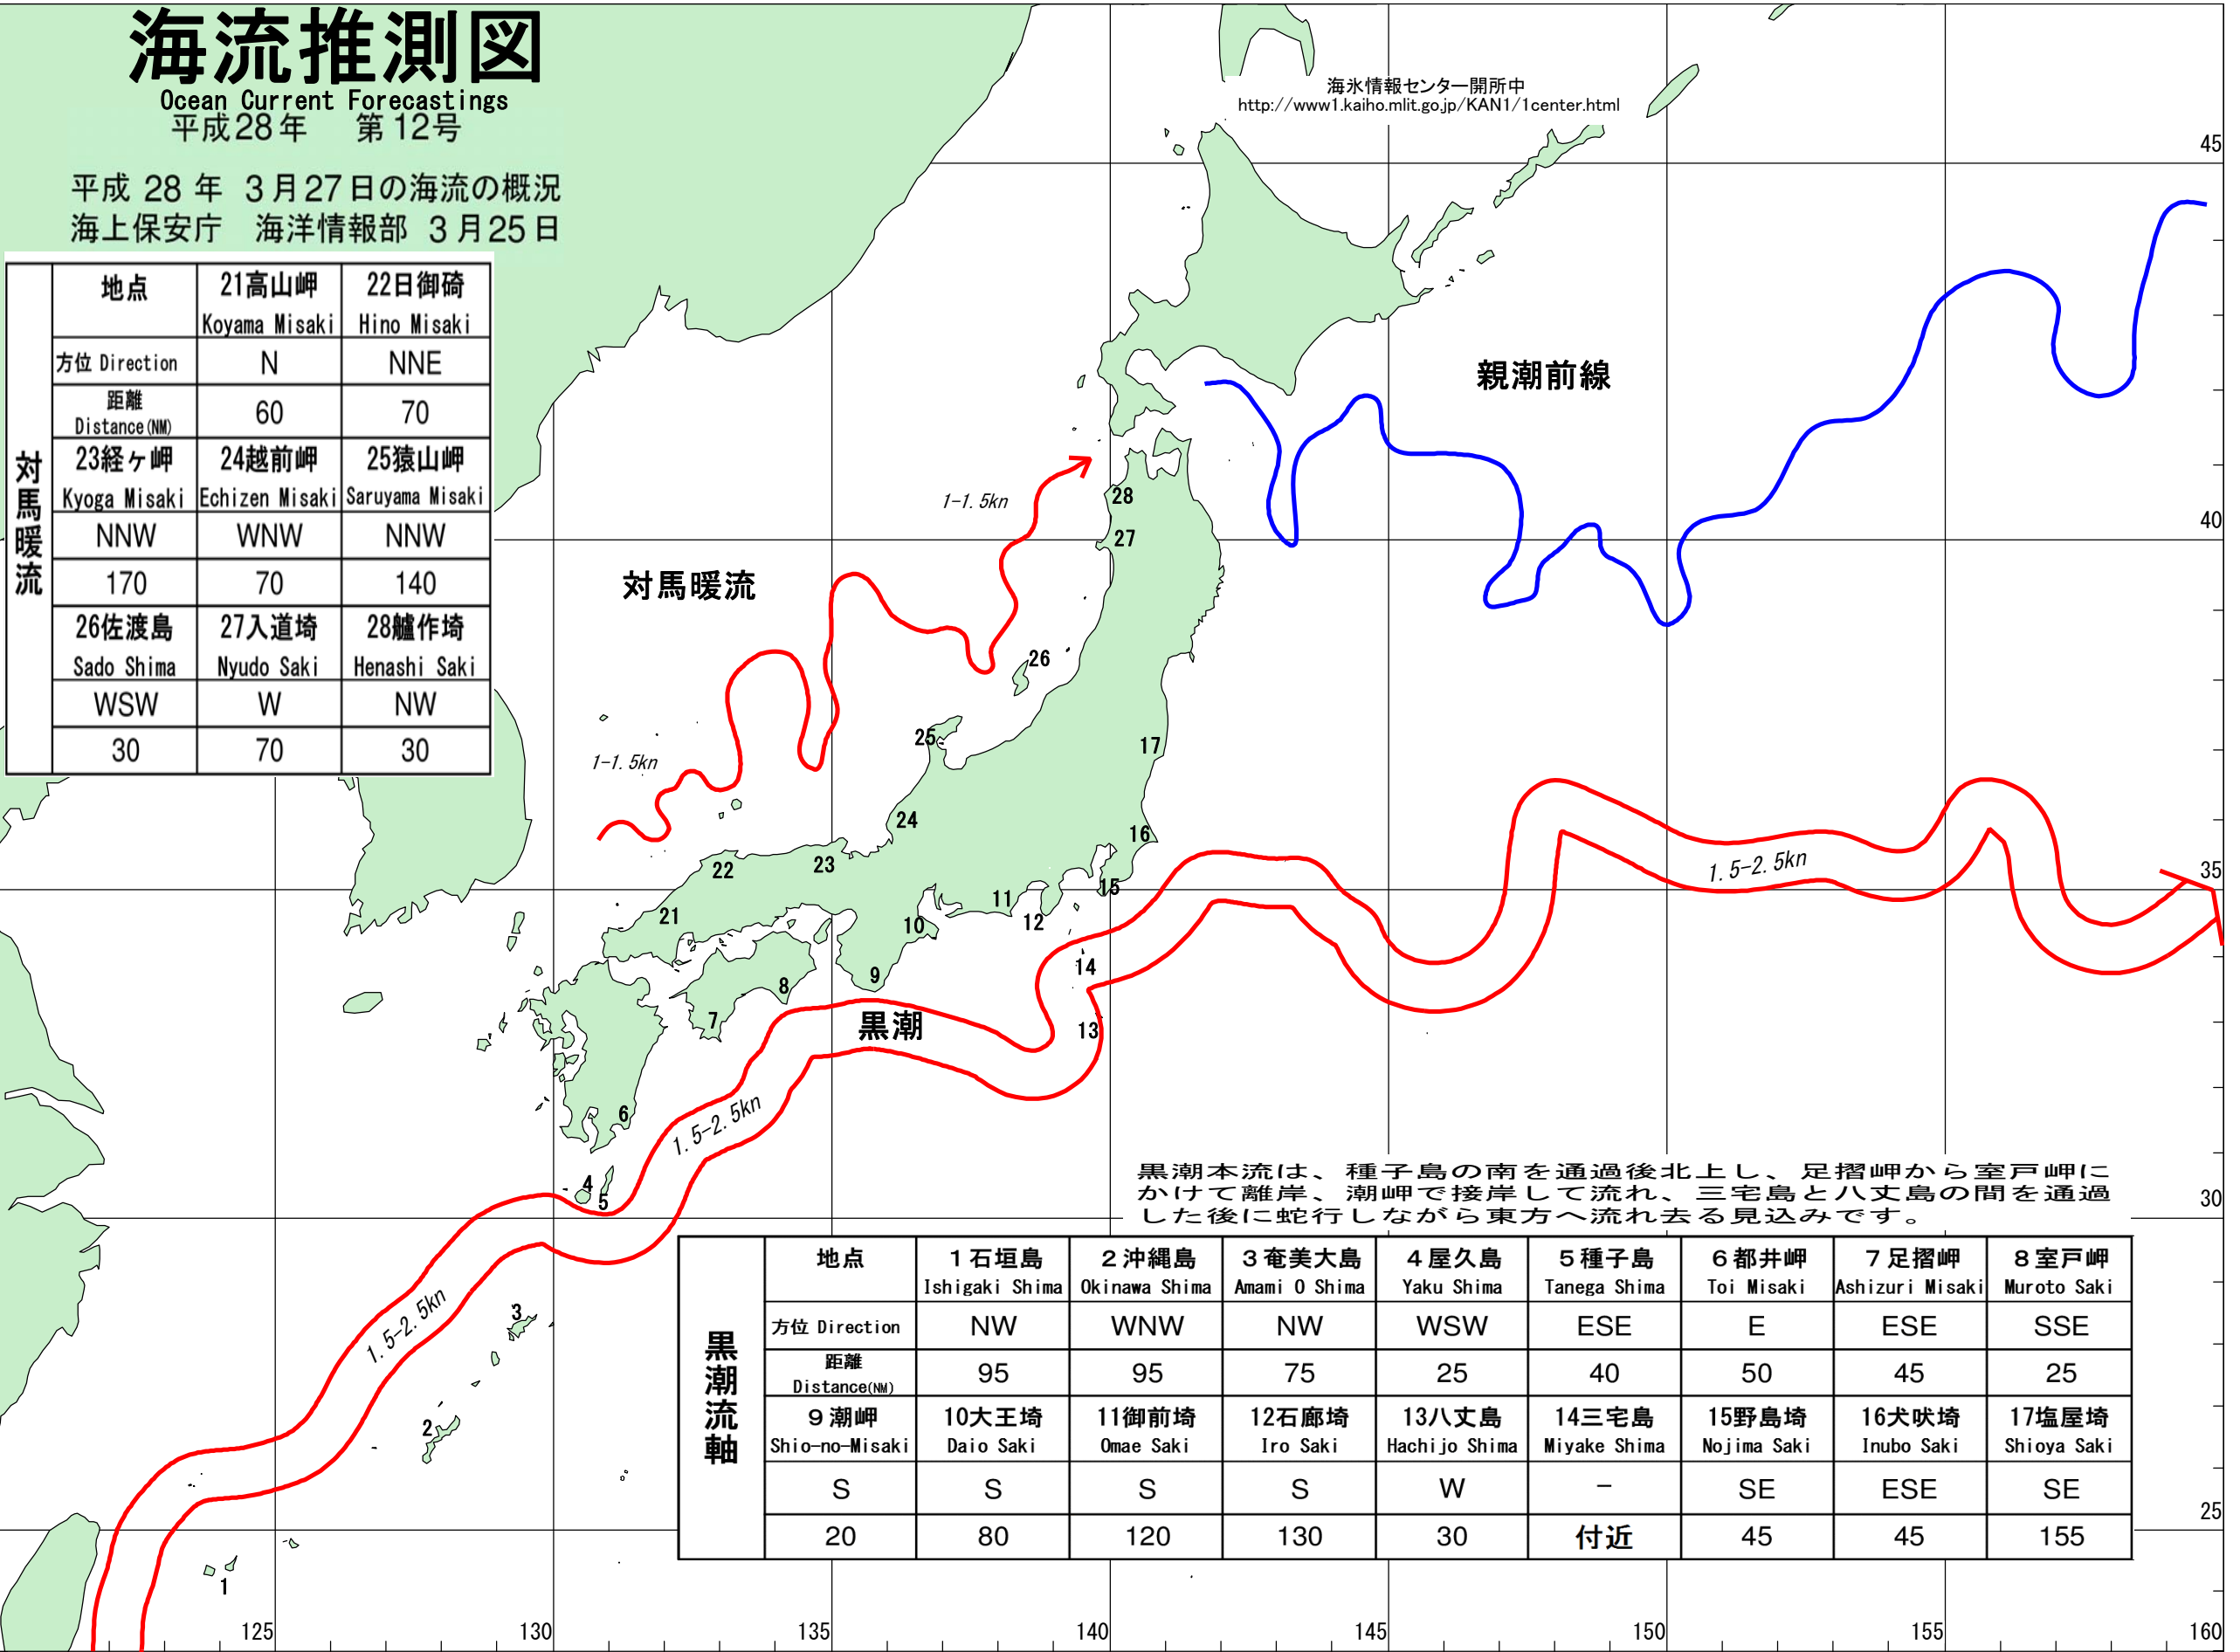 海流推測図
Ocean Current Forecastings
平成28年 第12号
平成 28 年 3月27日の海流の概況
海上保安庁 海洋情報部 3月25日
海氷情報センター開所中
http://www1.kaiho.mlit.go.jp/KAN1/1center.html
対馬暖流
地点 21高山岬 22日御碕
Koyama Misaki Hino Misaki
方位 Direction N NNE
距離 60 70
Distance(NM)
23経ヶ岬 24越前岬 25猿山岬
Kyoga Misaki Echizen Misaki Saruyama Misaki
NNW WNW NNW
170 70 140
26佐渡島 27入道埼 28艫作埼
Sado Shima Nyudo Saki Henashi Saki
WSW W NW
30 70 30
親潮前線
対馬暖流
1-1.5kn
1-1.5kn
28
27
26
25
17
24
16
23
22
15
11
21
10
12
14
9
8
7
13
黒潮
1.5-2.5kn
1.5-2.5kn
6
4
5
1.5-2.5kn
3
2
1
45
40
35
30
25
黒潮本流は、種子島の南を通過後北上し、足摺岬から室戸岬に
かけて離岸、潮岬で接岸して流れ、三宅島と八丈島の間を通過
した後に蛇行しながら東方へ流れ去る見込みです。
黒潮流軸
地点 1石垣島 2沖縄島 3奄美大島 4屋久島 5種子島 6都井岬 7足摺岬 8室戸岬
Ishigaki Shima Okinawa Shima Amami O Shima Yaku Shima Tanega Shima Toi Misaki Ashizuri Misaki Muroto Saki
方位 Direction NW WNW NW WSW ESE E ESE SSE
距離 95 95 75 25 40 50 45 25
Distance(NM)
9潮岬 10大王埼 11御前埼 12石廊埼 13八丈島 14三宅島 15野島埼 16犬吠埼 17塩屋埼
Shio-no-Misaki Daio Saki Omae Saki Iro Saki Hachijo Shima Miyake Shima Nojima Saki Inubo Saki Shioya Saki
S S S S W − SE ESE SE
20 80 120 130 30 付近 45 45 155
125 130 135 140 145 150 155 160